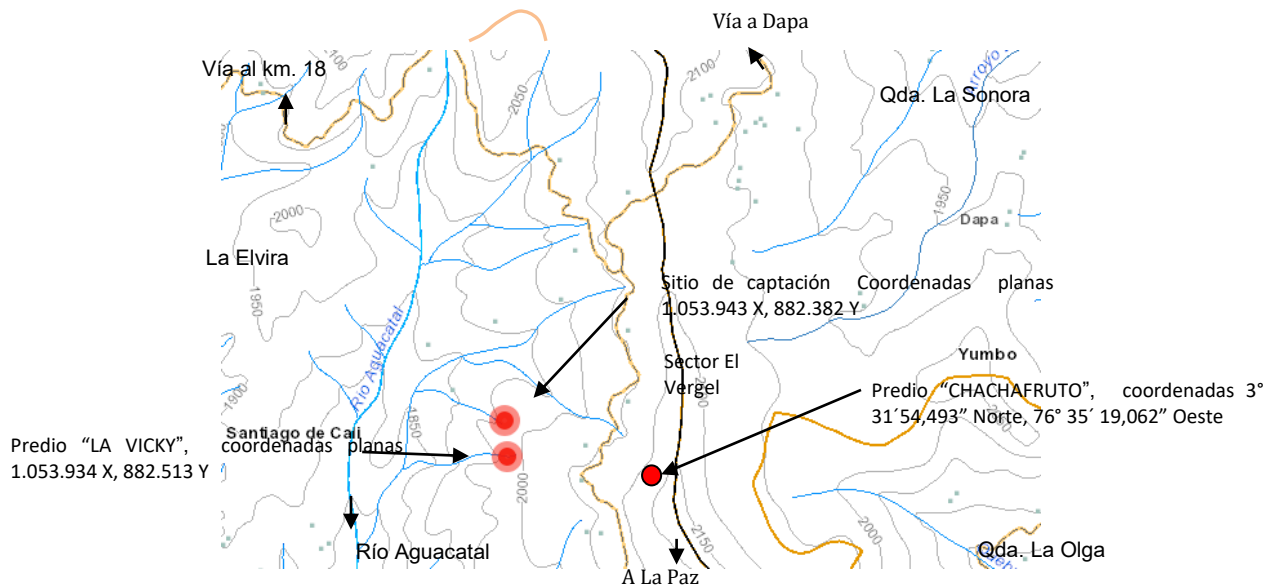 Vía a Dapa
Vía al km. 18
2100
2100
2050
Arroyo
Qda. La Sonora
2000
1950
Dapa
La Elvira
Sitio de captación Coordenadas planas
1.053.943 X, 882.382 Y
1950
Río Aguacatal
Sector El
Vergel
Yumbo
Predio “CHACHAFRUTO”, coordenadas 3°
31´54,493” Norte, 76° 35´ 19,062” Oeste
1900
1850
Santiago de Cali
Predio “LA VICKY”, coordenadas planas
1.053.934 X, 882.513 Y
2000
2150
2000
Río Aguacatal
Qda. La Olga
A La Paz